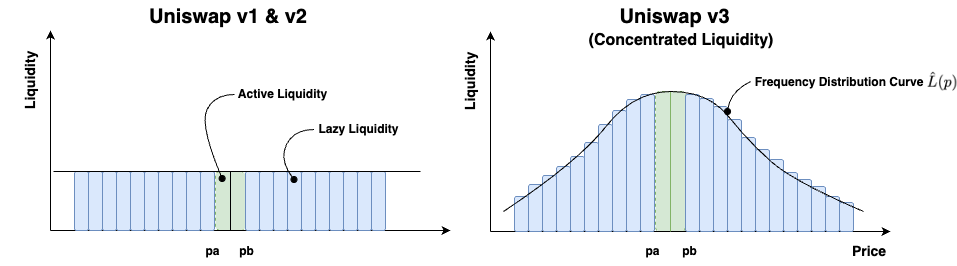 Uniswap v1 & v2
Liquidity
Active Liquidity
Lazy Liquidity
pa pb
Uniswap v3
(Concentrated Liquidity)
Liquidity
Frequency Distribution Curve L̂(p)
pa pb
Price